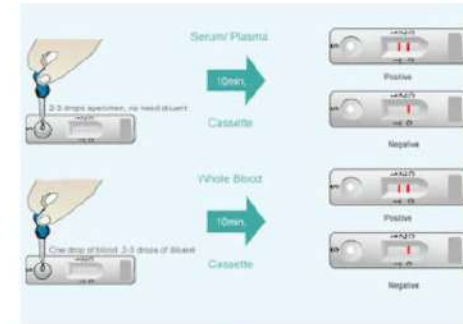 Serum/ Plasma
10min.
2-3 drops specimen, no need diluent
Cassette
Positive
Negative
Whole Blood
10min.
One drop of blood, 2-3 drops of diluent
Cassette
Positive
Negative